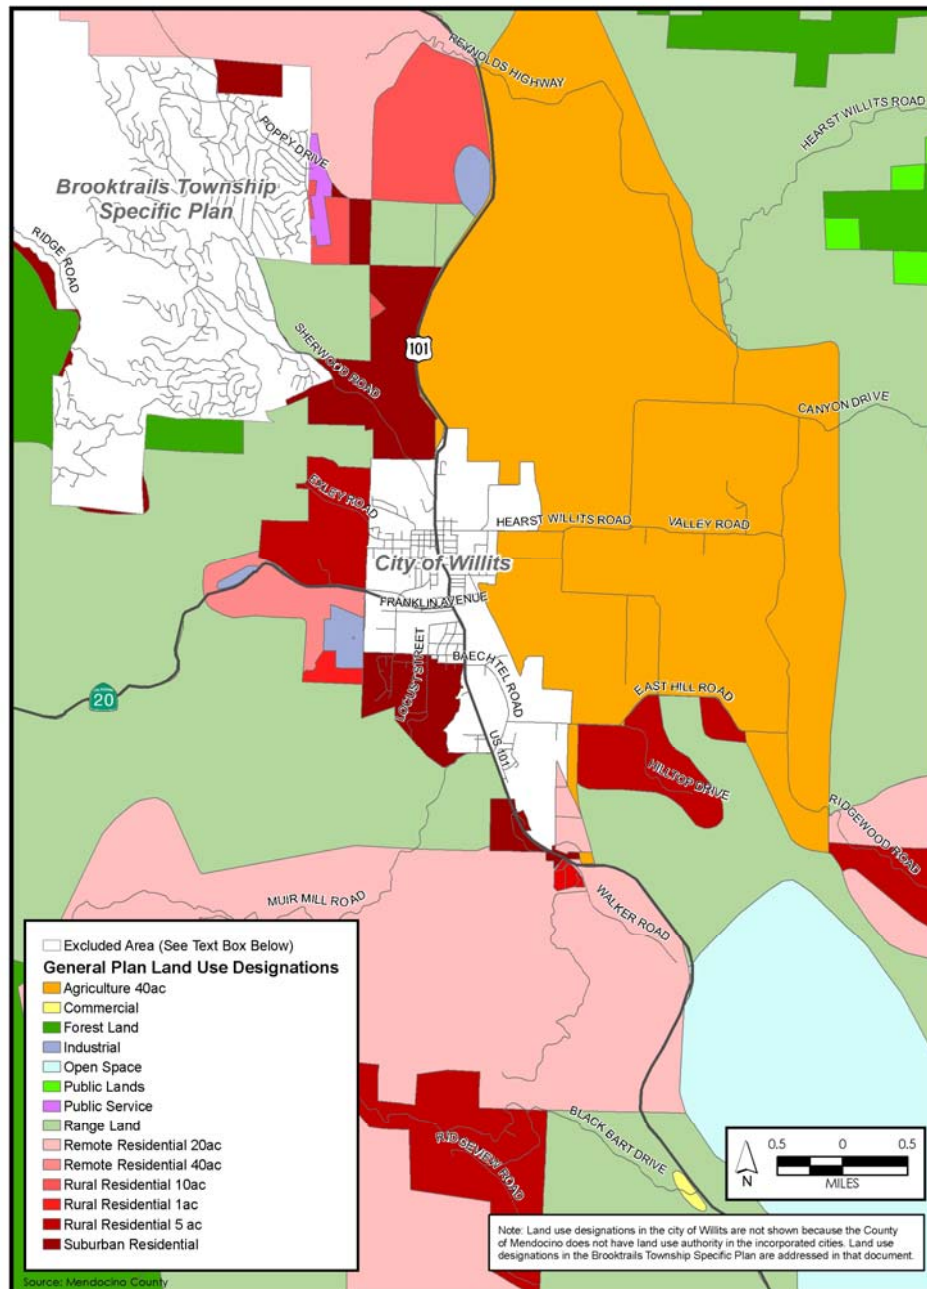 REYNOLDS HIGHWAY
HEARST WILLITS ROAD
POPPY DRIVE
Brooktrails Township
Specific Plan
RIDGE ROAD
SHERWOOD ROAD
101
CANYON DRIVE
EXLEY ROAD
HEARST WILLITS ROAD
VALLEY ROAD
City of Willits
FRANKLIN AVENUE
LOCUST STREET
BAECHTEL ROAD
20
EAST HILL ROAD
US 101
HILLTOP DRIVE
RIDGEWOOD ROAD
MUIR MILL ROAD
WALKER ROAD
Excluded Area (See Text Box Below)
General Plan Land Use Designations
Agriculture 40ac
Commercial
Forest Land
Industrial
Open Space
Public Lands
Public Service
Range Land
Remote Residential 20ac
Remote Residential 40ac
Rural Residential 10ac
Rural Residential 1ac
Rural Residential 5 ac
Suburban Residential
BLACK BART DRIVE
RIDGEVIEW ROAD
0.5 0 0.5
N
MILES
Note: Land use designations in the city of Willits are not shown because the County
of Mendocino does not have land use authority in the incorporated cities. Land use
designations in the Brooktrails Township Specific Plan are addressed in that document.
Source: Mendocino County